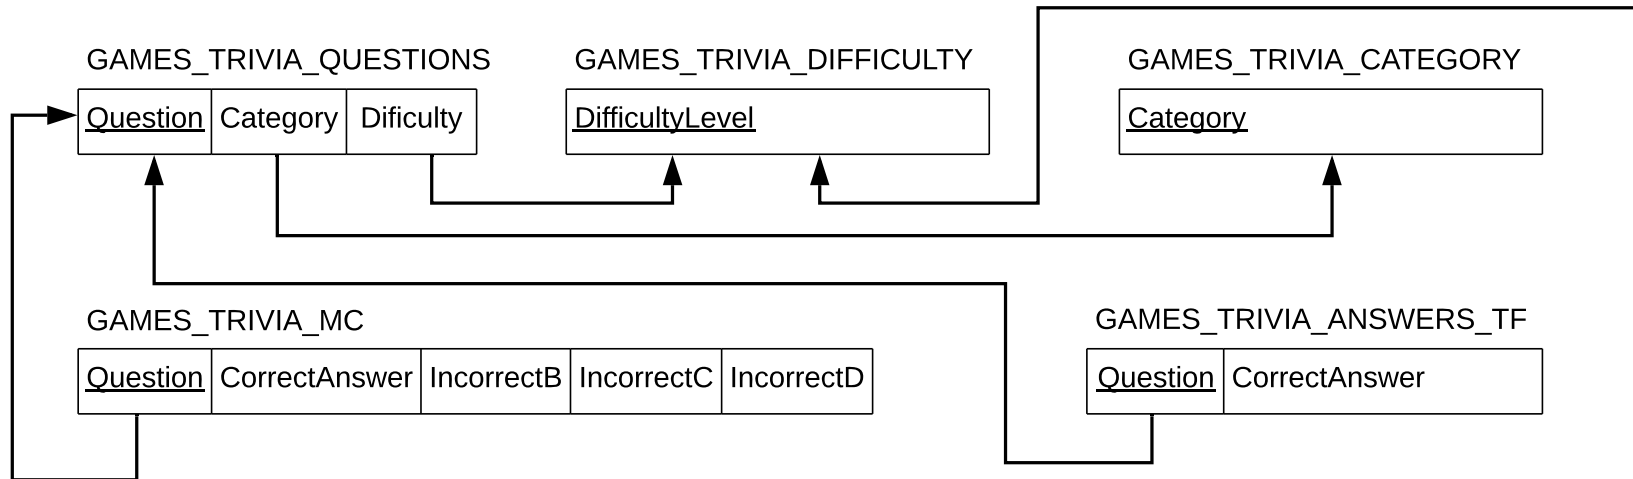 GAMES_TRIVIA_QUESTIONS
Question Category Dificulty
GAMES_TRIVIA_DIFFICULTY
DifficultyLevel
GAMES_TRIVIA_CATEGORY
Category
GAMES_TRIVIA_MC
Question CorrectAnswer IncorrectB IncorrectC IncorrectD
GAMES_TRIVIA_ANSWERS_TF
Question CorrectAnswer